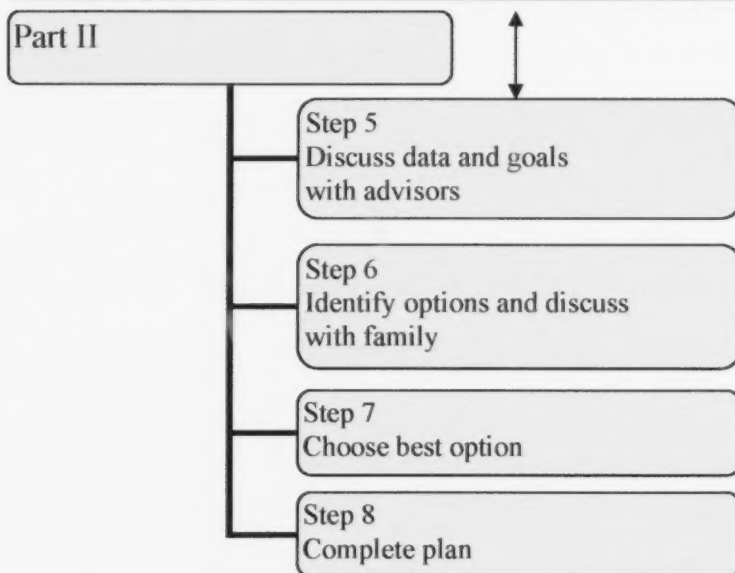 Part II
Step 5
Discuss data and goals
with advisors
Step 6
Identify options and discuss
with family
Step 7
Choose best option
Step 8
Complete plan